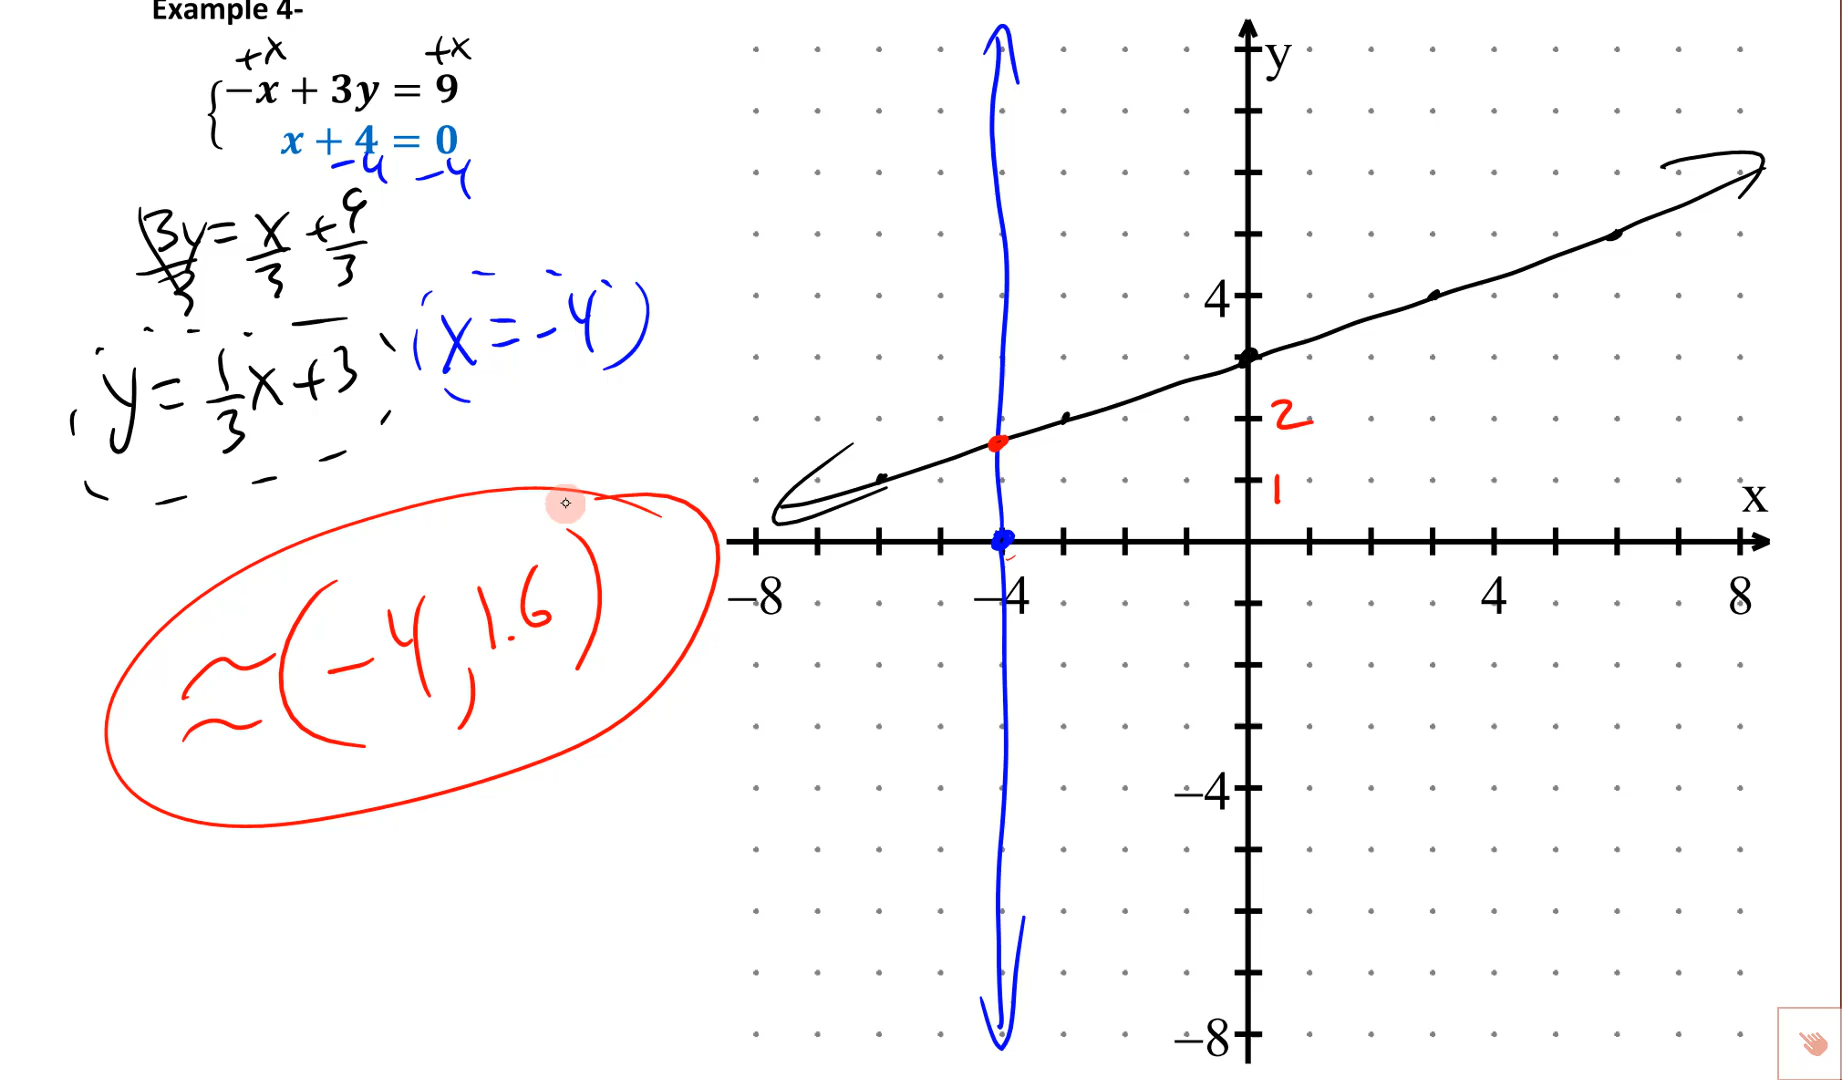 Example 4-
+x +x
−x + 3y = 9
x + 4 = 0
-4 -4
3y/3 = x/3 + 9/3
y = 1/3 x + 3
(x = -4)
≈ (-4, 1.6)
y
4
2
1
x
−8 −4 4 8
−4
−8